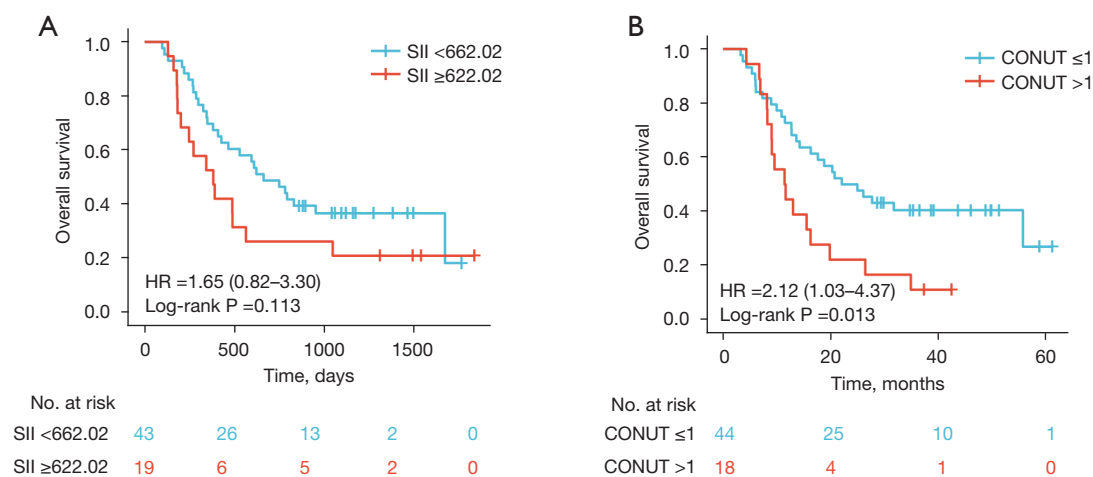 A
1.0
0.8
0.6
0.4
0.2
0.0
Overall survival
SII <662.02
SII ≥622.02
HR =1.65 (0.82–3.30)
Log-rank P =0.113
0 500 1000 1500
Time, days
No. at risk
SII <662.02 43 26 13 2 0
SII ≥622.02 19 6 5 2 0
B
1.0
0.8
0.6
0.4
0.2
0.0
Overall survival
CONUT ≤1
CONUT >1
HR =2.12 (1.03–4.37)
Log-rank P =0.013
0 20 40 60
Time, months
No. at risk
CONUT ≤1 44 25 10 1
CONUT >1 18 4 1 0